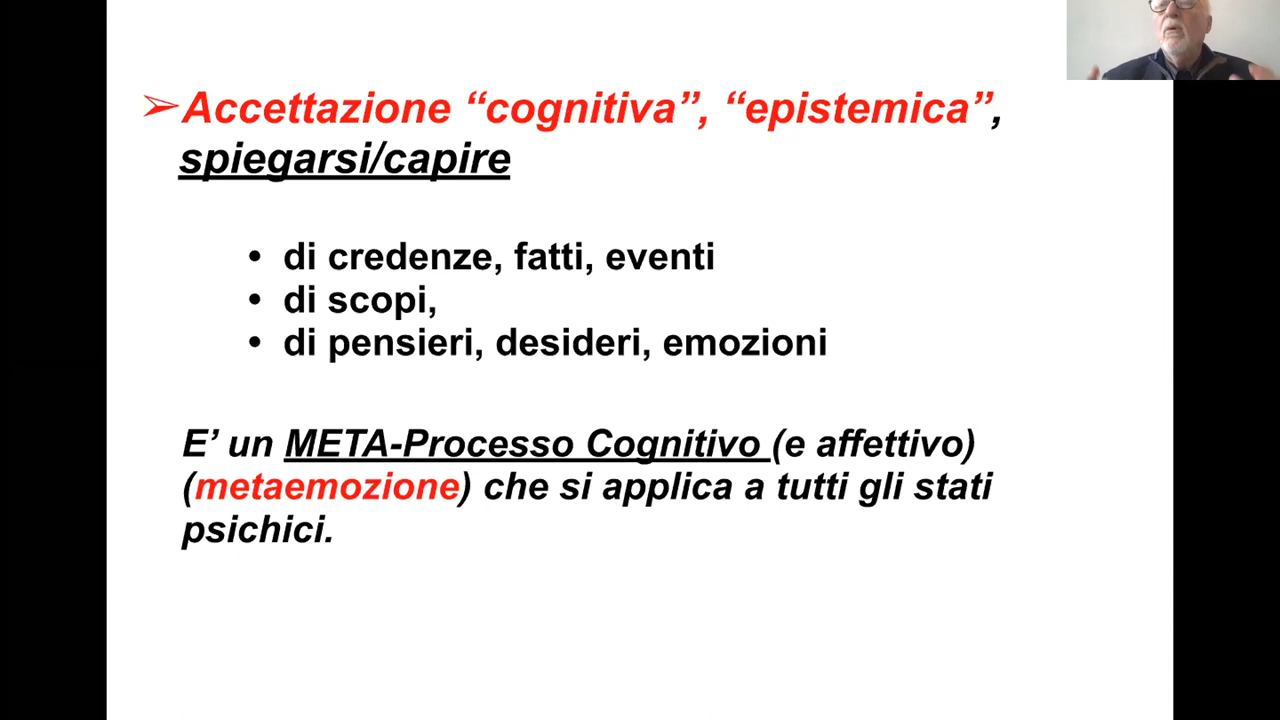 ➢Accettazione “cognitiva”, “epistemica”,
spiegarsi/capire
• di credenze, fatti, eventi
• di scopi,
• di pensieri, desideri, emozioni
E’ un META-Processo Cognitivo (e affettivo)
(metaemozione) che si applica a tutti gli stati
psichici.